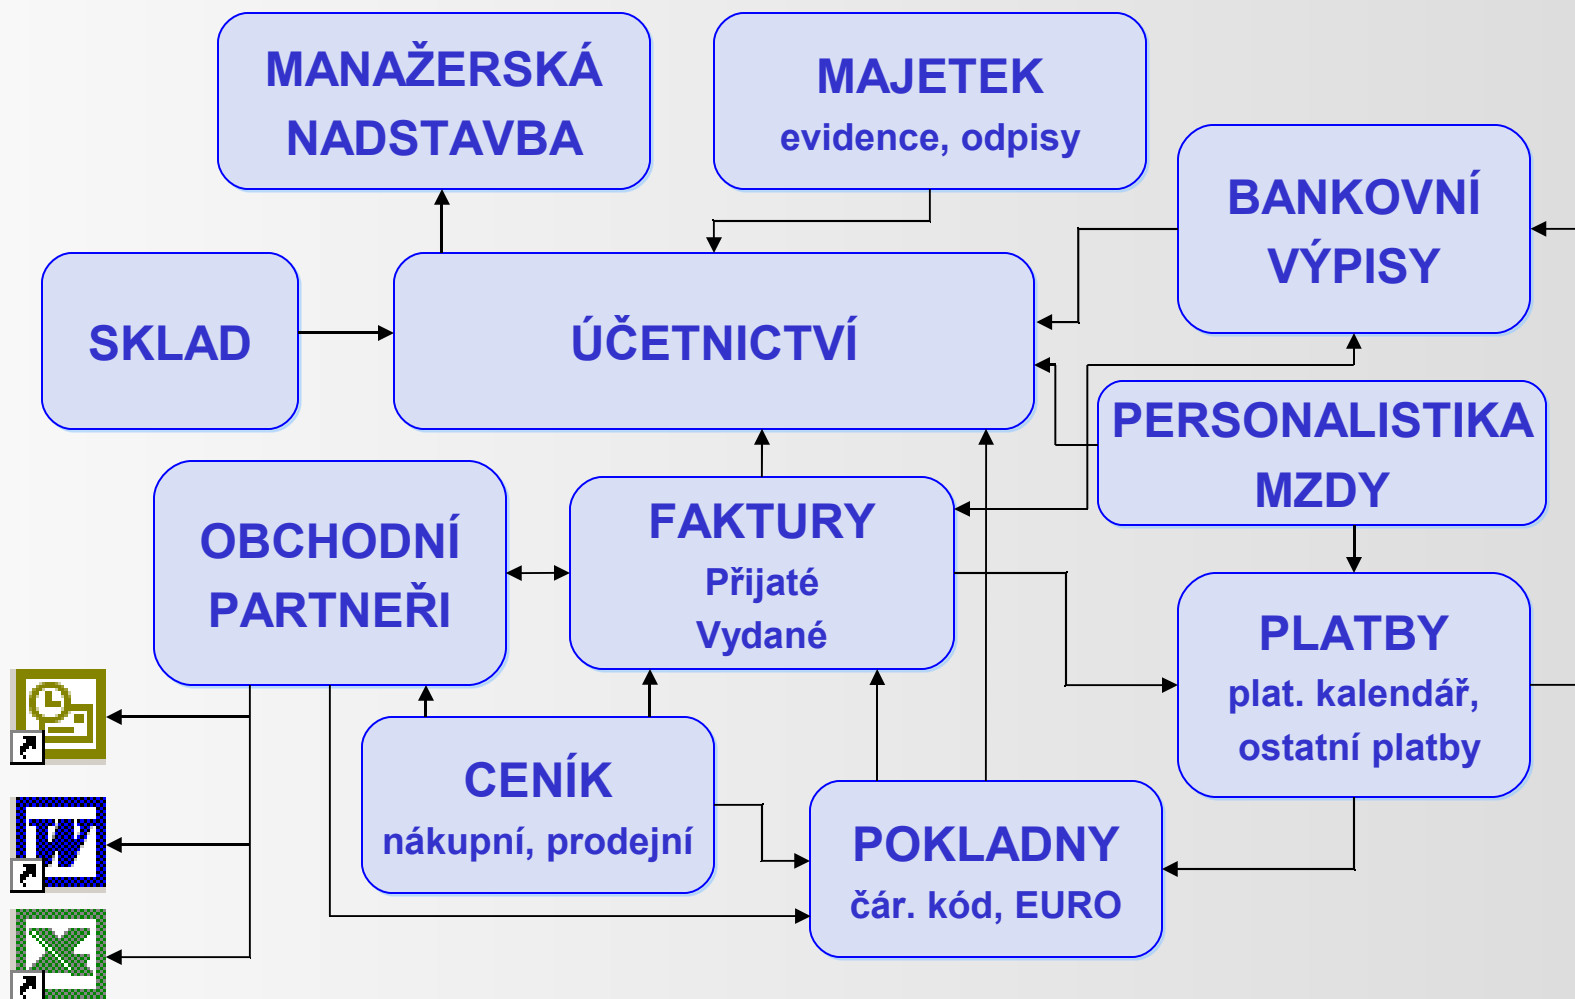 MANAŽERSKÁ
NADSTAVBA
MAJETEK
evidence, odpisy
BANKOVNÍ
VÝPISY
SKLAD
ÚČETNICTVÍ
PERSONALISTIKA
MZDY
OBCHODNÍ
PARTNEŘI
FAKTURY
Přijaté
Vydané
PLATBY
plat. kalendář,
ostatní platby
CENÍK
nákupní, prodejní
POKLADNY
čár. kód, EURO